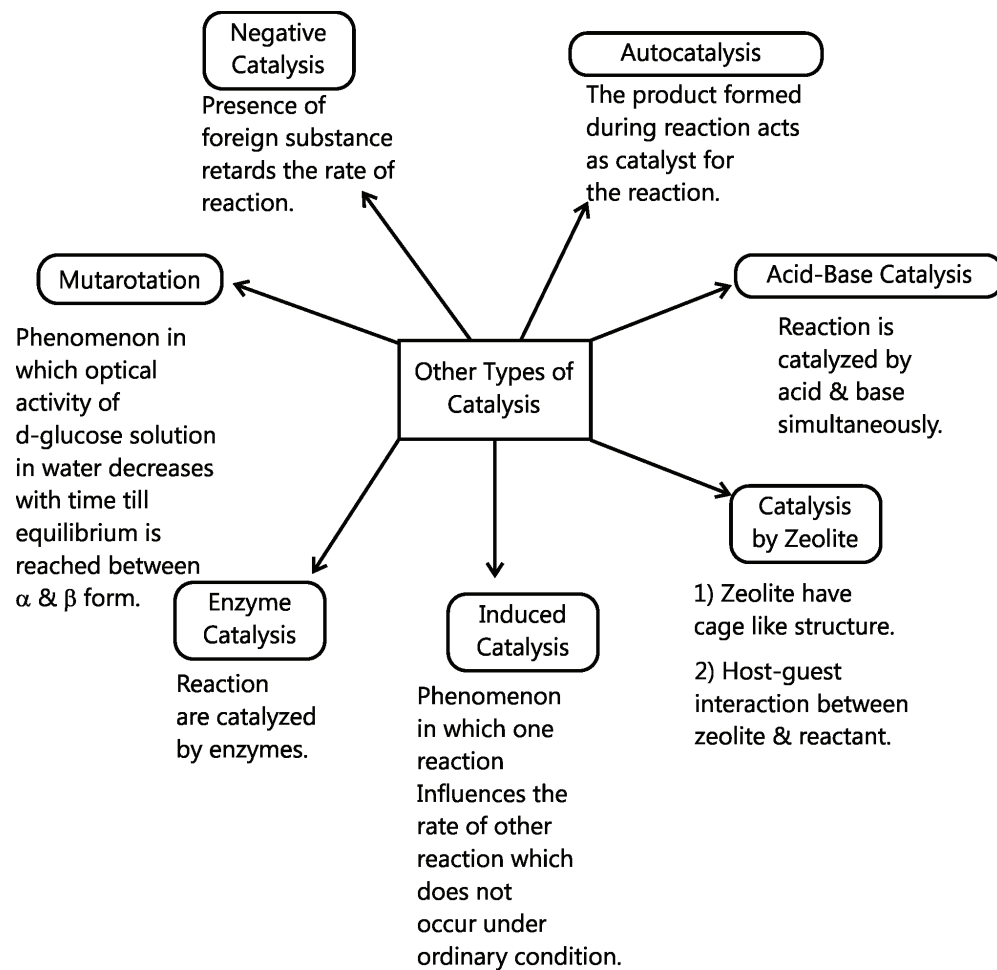 Negative
Catalysis
Presence of
foreign substance
retards the rate of
reaction.
Autocatalysis
The product formed
during reaction acts
as catalyst for
the reaction.
Mutarotation
Phenomenon in
which optical
activity of
d-glucose solution
in water decreases
with time till
equilibrium is
reached between
α & β form.
Other Types of
Catalysis
Acid-Base Catalysis
Reaction is
catalyzed by
acid & base
simultaneously.
Catalysis
by Zeolite
1) Zeolite have
cage like structure.
2) Host-guest
interaction between
zeolite & reactant.
Enzyme
Catalysis
Reaction
are catalyzed
by enzymes.
Induced
Catalysis
Phenomenon
in which one
reaction
Influences the
rate of other
reaction which
does not
occur under
ordinary condition.